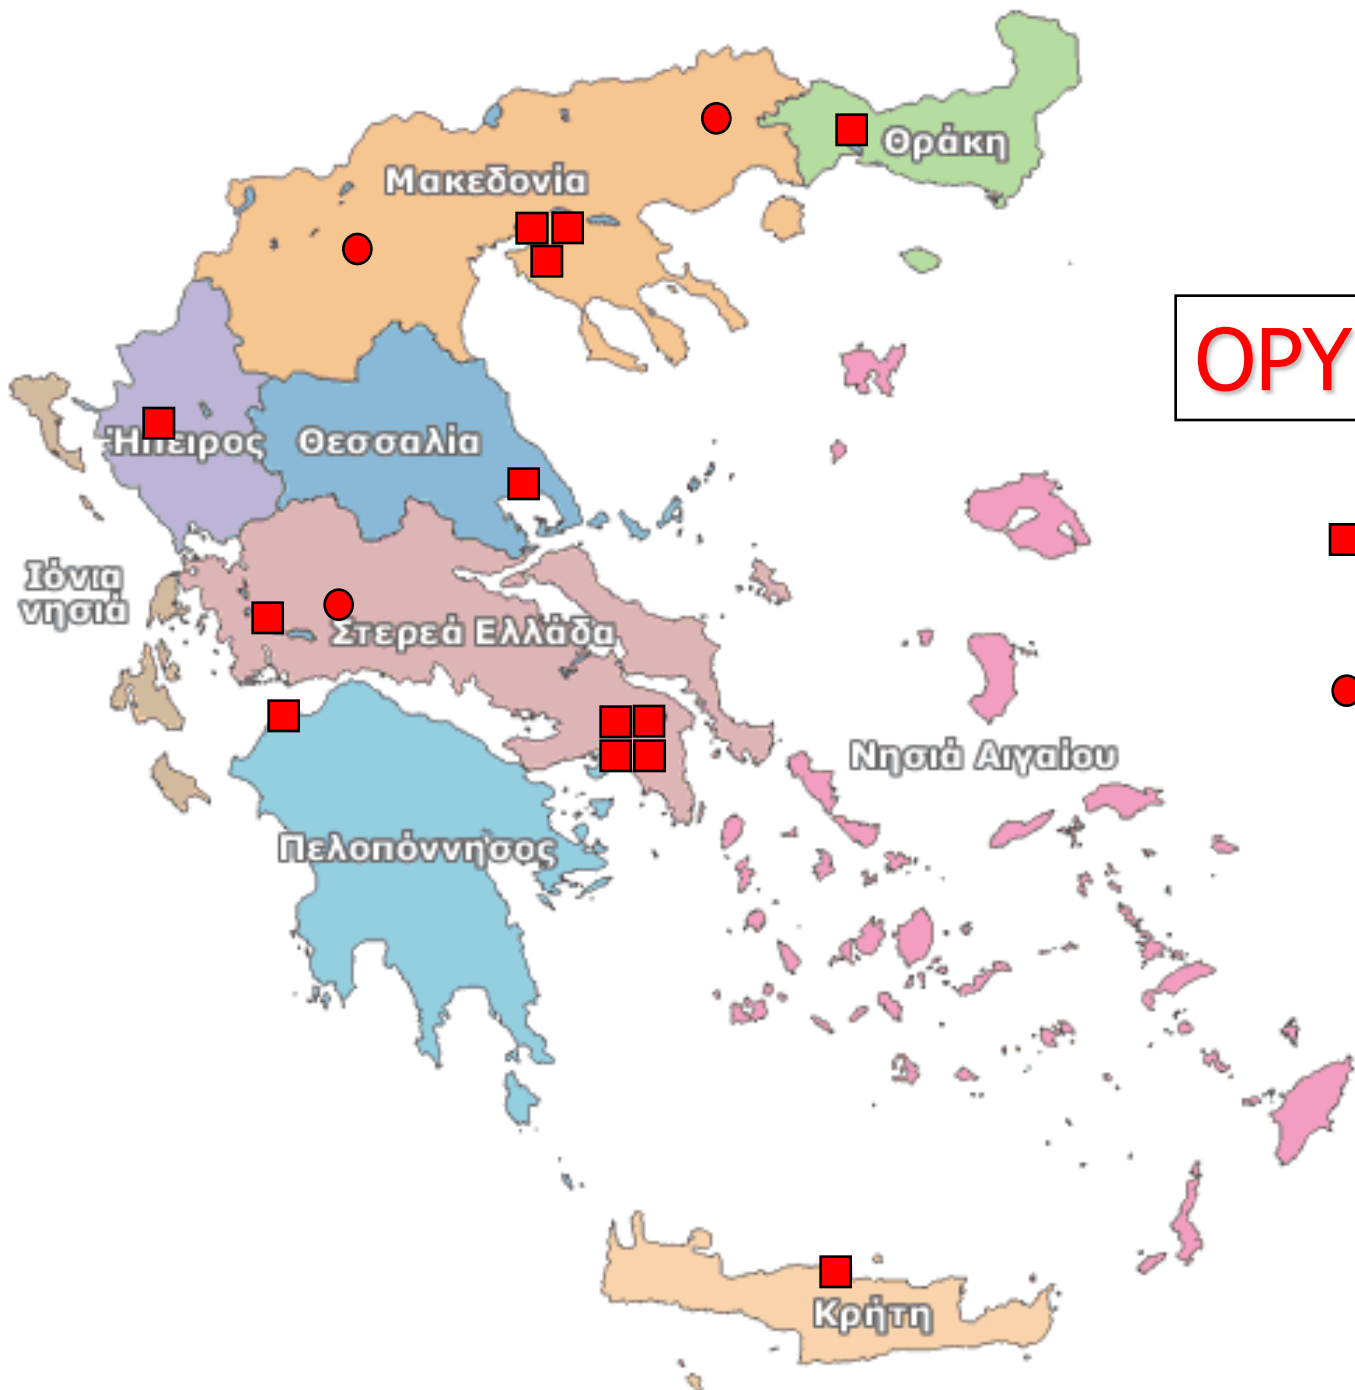 Θράκη
Μακεδονία
ΟΡΥ
Ήπειρος
Θεσσαλία
Ιόνια
νησιά
Στερεά Ελλάδα
Νησιά Αιγαίου
Πελοπόννησος
Κρήτη